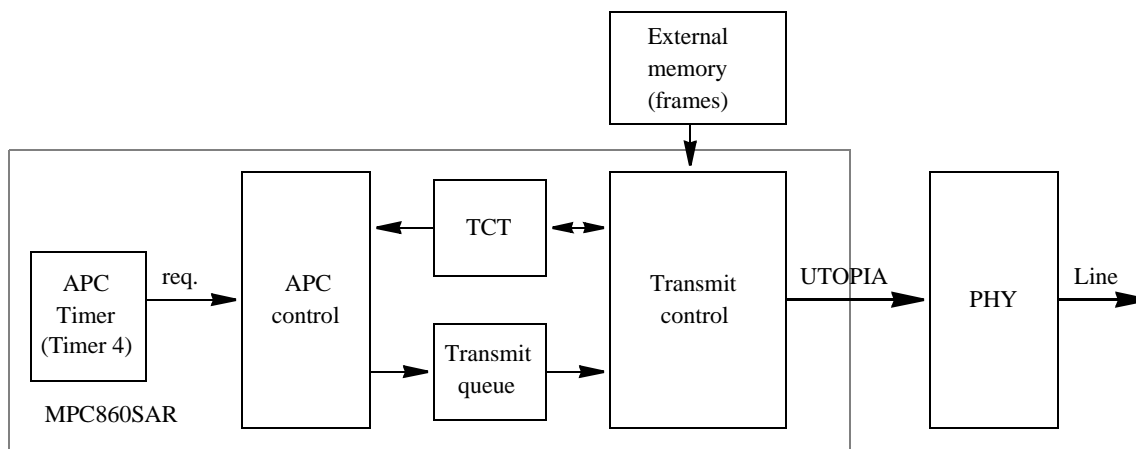 External
memory
(frames)
TCT
APC
Timer
(Timer 4)
req.
APC
control
Transmit
control
UTOPIA
PHY
Line
Transmit
queue
MPC860SAR